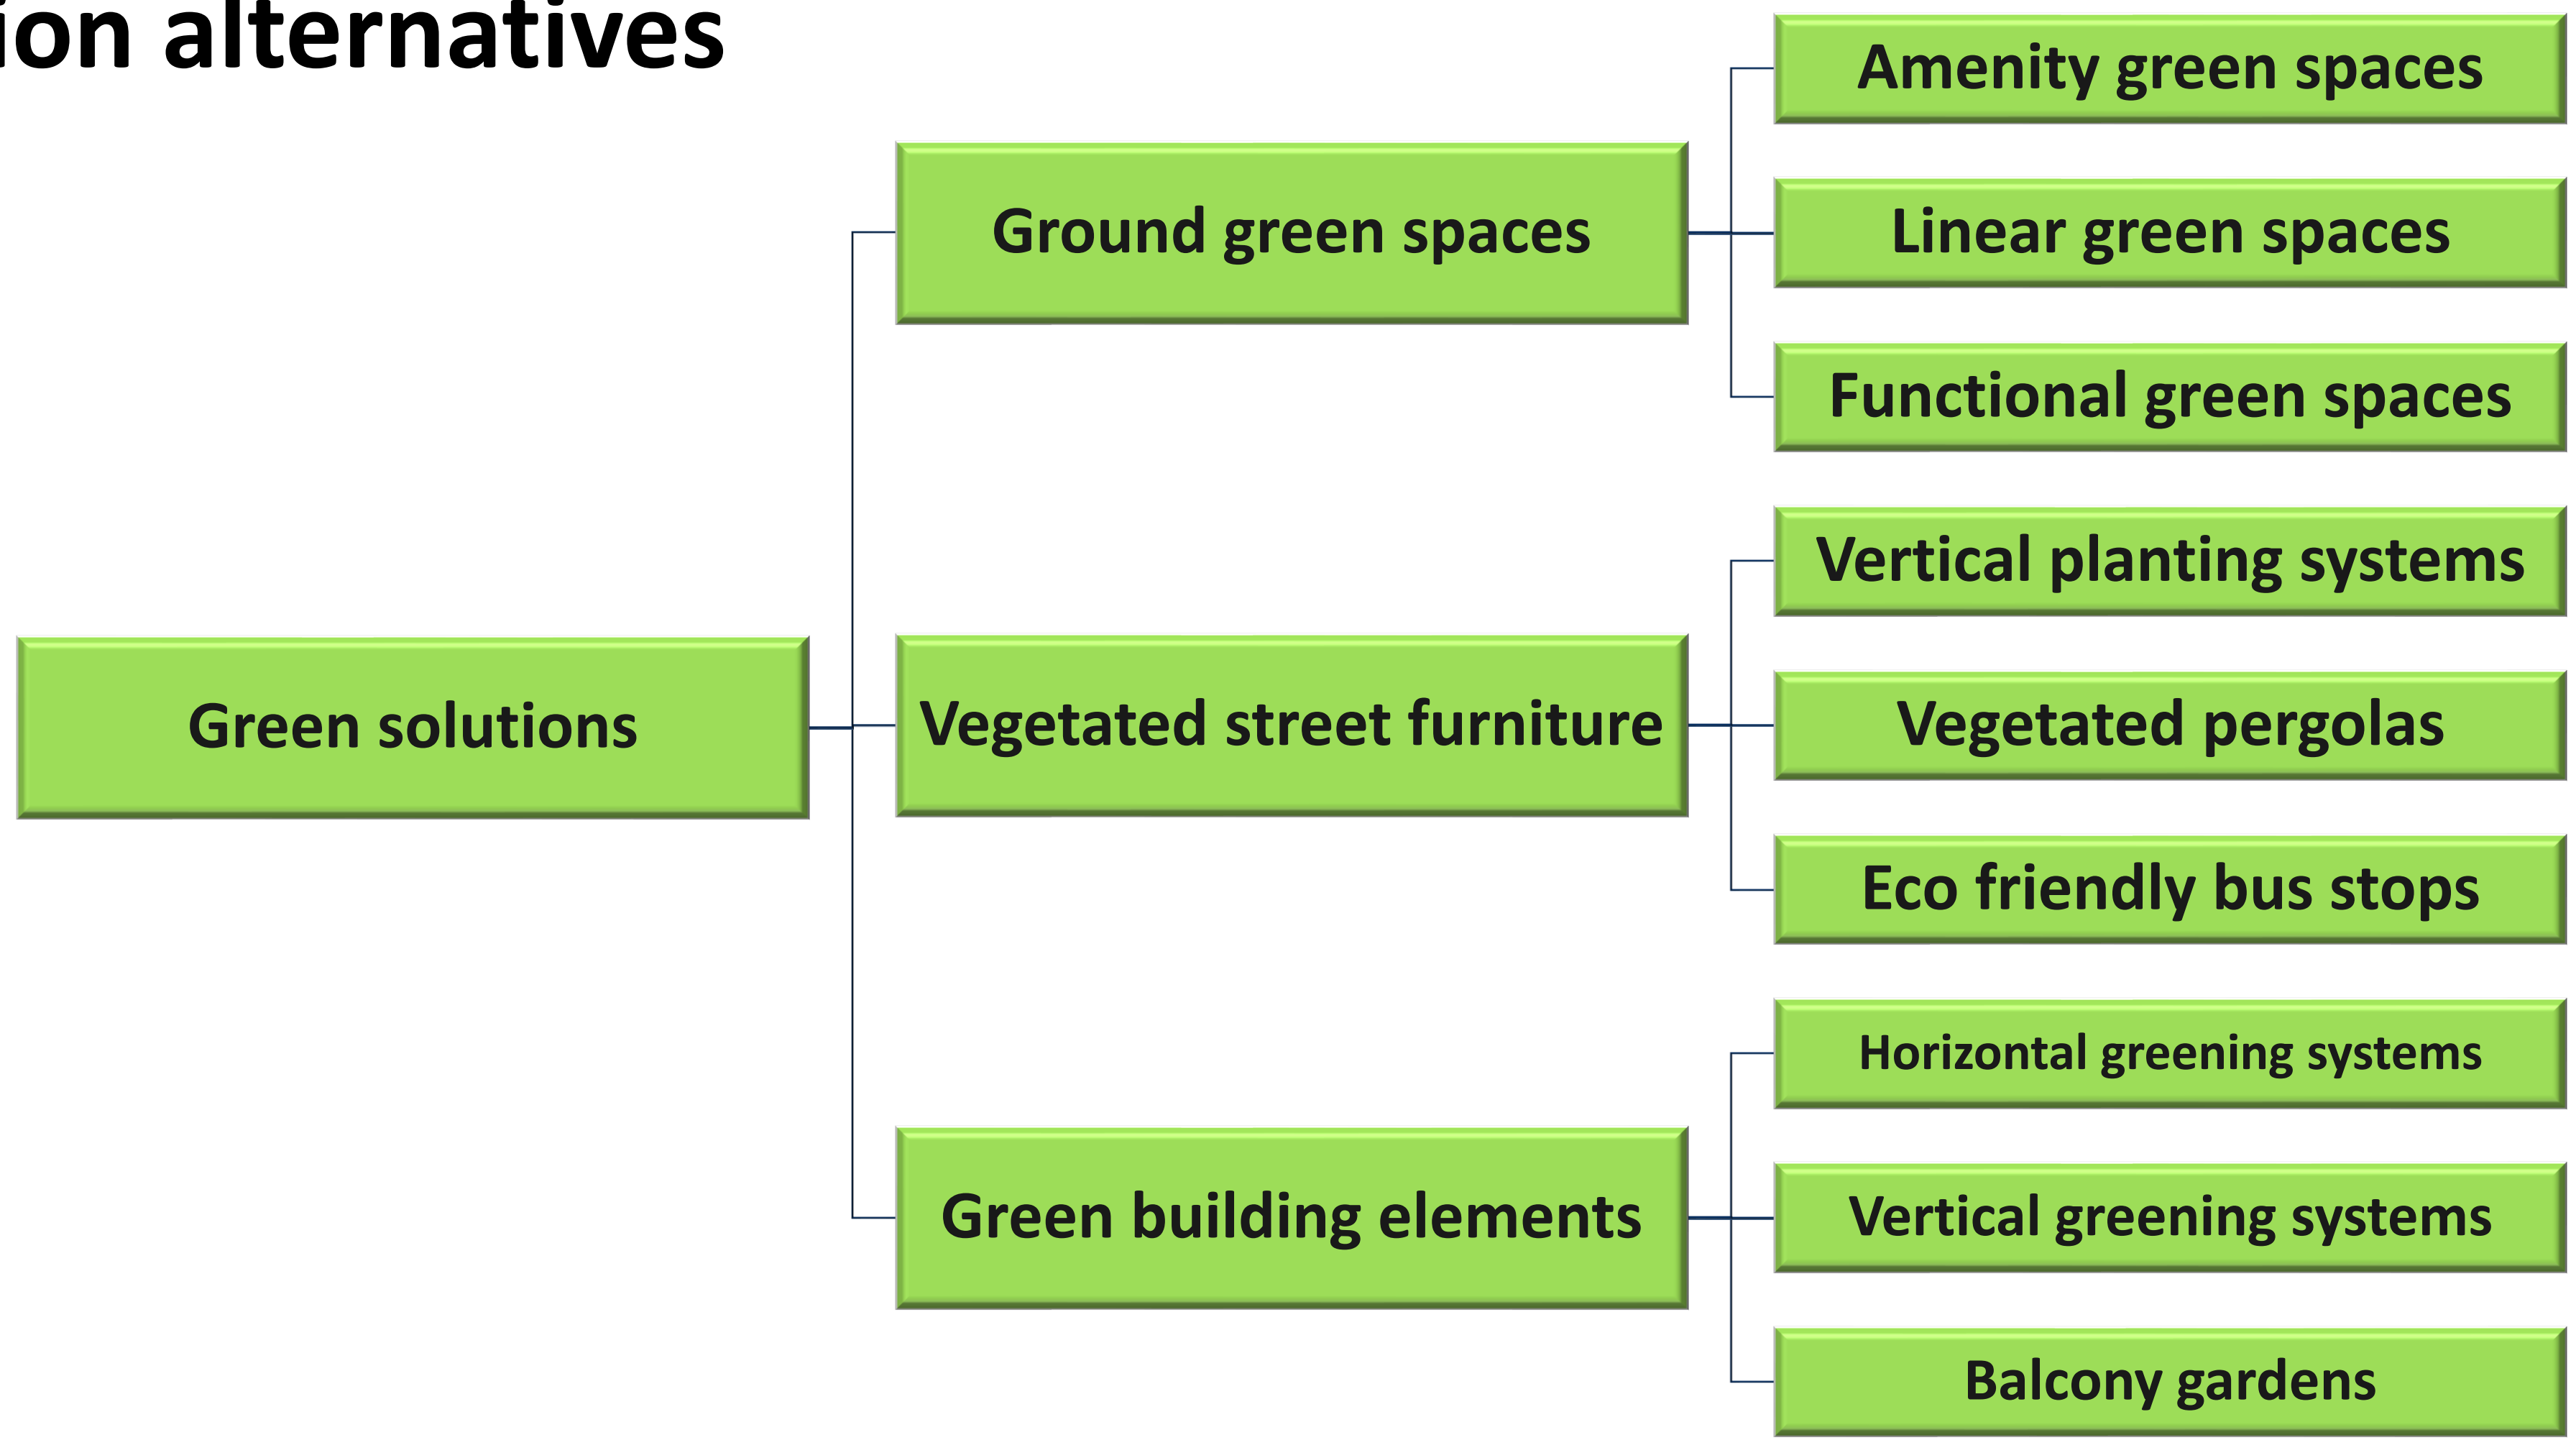 ion alternatives
Green solutions
Ground green spaces
Amenity green spaces
Linear green spaces
Functional green spaces
Vegetated street furniture
Vertical planting systems
Vegetated pergolas
Eco friendly bus stops
Green building elements
Horizontal greening systems
Vertical greening systems
Balcony gardens